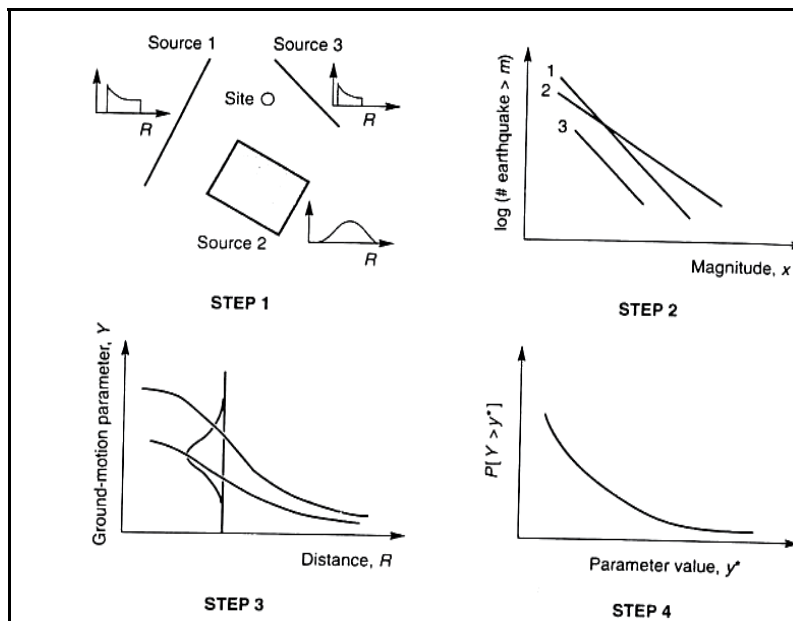 Source 1
Source 3
R
Site
R
Source 2
R
STEP 1
log (# earthquake > m)
1
2
3
Magnitude, x
STEP 2
Ground-motion parameter, Y
Distance, R
STEP 3
P[Y > y*]
Parameter value, y*
STEP 4